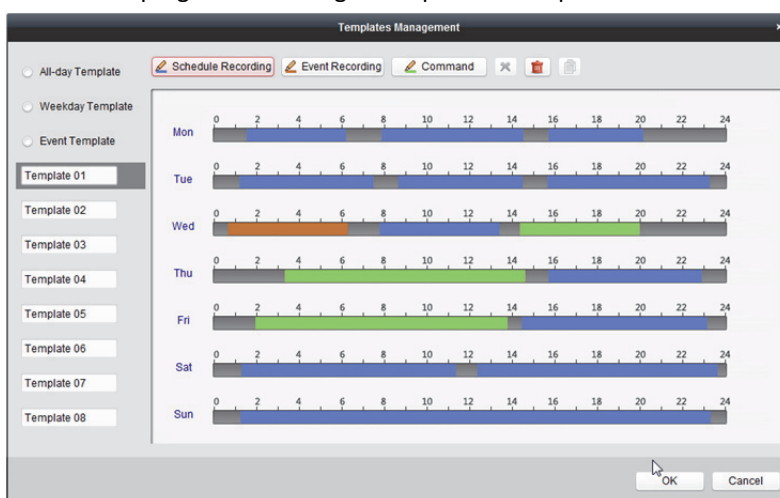 Templates Management
All-day Template
Weekday Template
Event Template
Template 01
Template 02
Template 03
Template 04
Template 05
Template 06
Template 07
Template 08
Schedule Recording Event Recording Command
0 2 4 6 8 10 12 14 16 18 20 22 24
Mon
0 2 4 6 8 10 12 14 16 18 20 22 24
Tue
0 2 4 6 8 10 12 14 16 18 20 22 24
Wed
0 2 4 6 8 10 12 14 16 18 20 22 24
Thu
0 2 4 6 8 10 12 14 16 18 20 22 24
Fri
0 2 4 6 8 10 12 14 16 18 20 22 24
Sat
0 2 4 6 8 10 12 14 16 18 20 22 24
Sun
OK Cancel